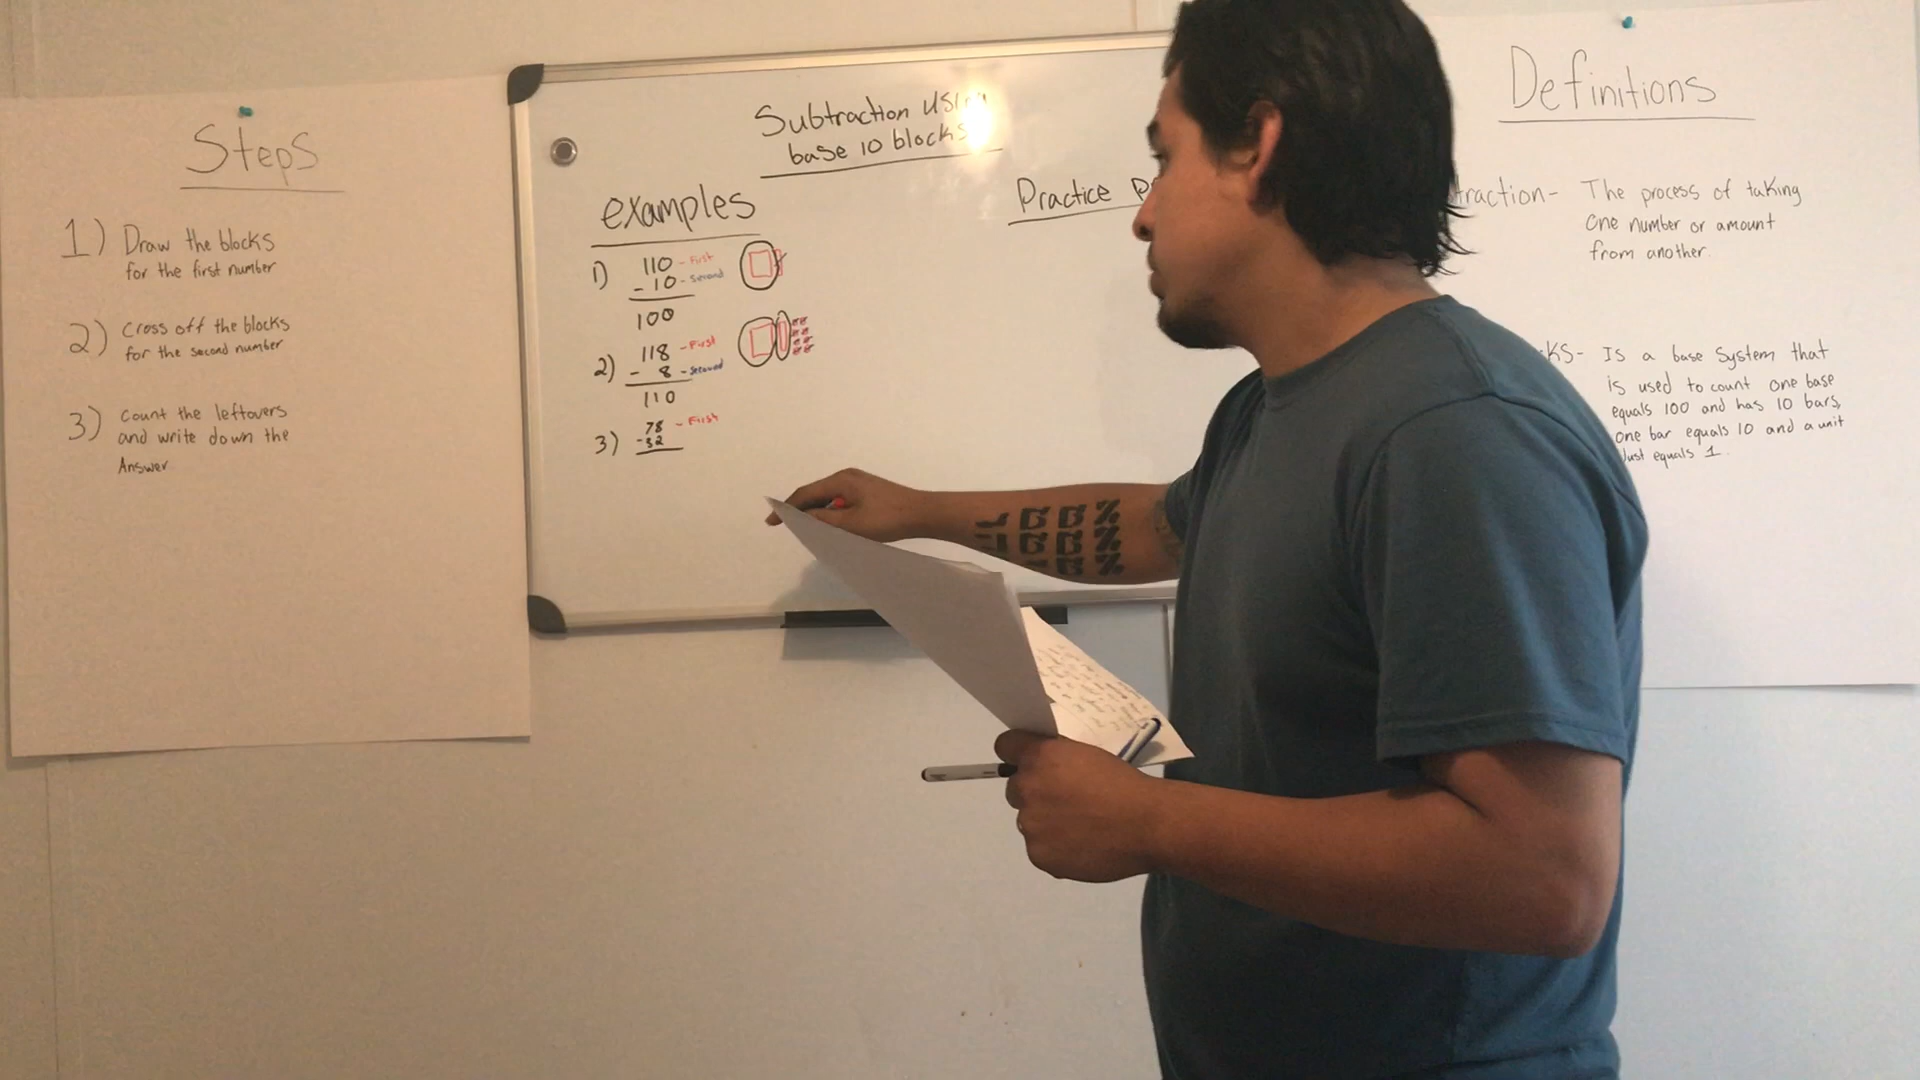 Steps
1) Draw the blocks
for the first number
2) Cross off the blocks
for the second number
3) Count the leftovers
and write down the
Answer
Subtraction Using
base 10 blocks
examples
1) 110 - First
- 10 - Second
100
2) 118 - First
- 8 - Second
110
3) 78 - First
-32
Practice
Definitions
traction- The process of taking
one number or amount
from another.
cks- Is a base System that
is used to count one base
equals 100 and has 10 bars,
one bar equals 10 and a unit
Just equals 1.